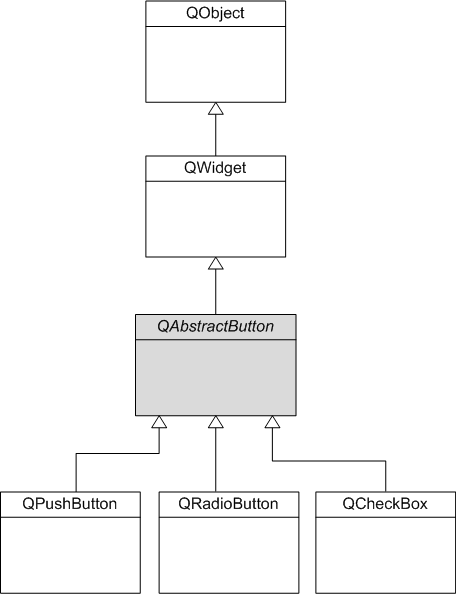 QObject
QWidget
QAbstractButton
QPushButton
QRadioButton
QCheckBox